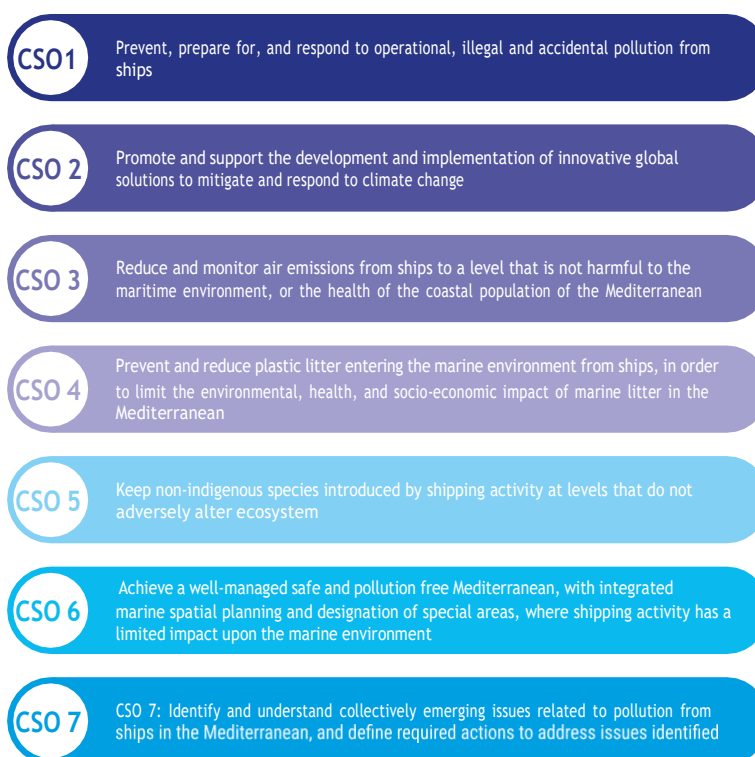 CSO1
Prevent, prepare for, and respond to operational, illegal and accidental pollution from
ships
CSO 2
Promote and support the development and implementation of innovative global
solutions to mitigate and respond to climate change
CSO 3
Reduce and monitor air emissions from ships to a level that is not harmful to the
maritime environment, or the health of the coastal population of the Mediterranean
CSO 4
Prevent and reduce plastic litter entering the marine environment from ships, in order
to limit the environmental, health, and socio-economic impact of marine litter in the
Mediterranean
CSO 5
Keep non-indigenous species introduced by shipping activity at levels that do not
adversely alter ecosystem
CSO 6
Achieve a well-managed safe and pollution free Mediterranean, with integrated
marine spatial planning and designation of special areas, where shipping activity has a
limited impact upon the marine environment
CSO 7
CSO 7: Identify and understand collectively emerging issues related to pollution from
ships in the Mediterranean, and define required actions to address issues identified